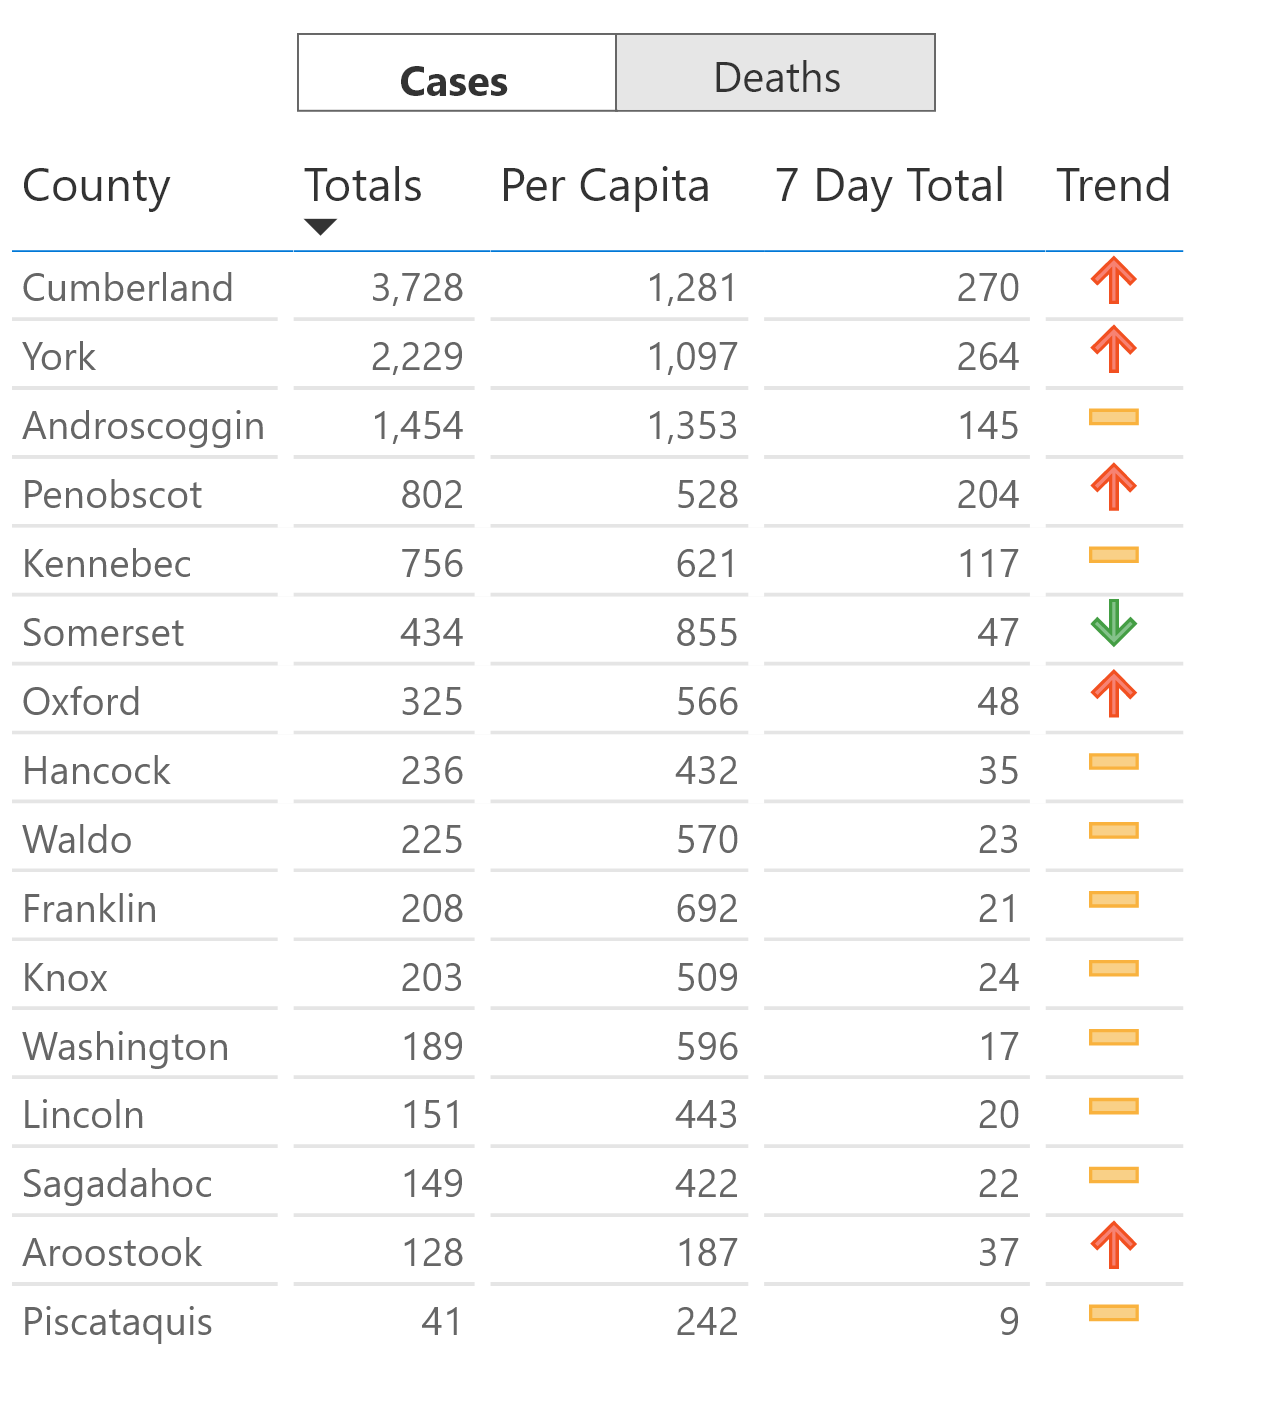 Cases Deaths
County Totals Per Capita 7 Day Total Trend
Cumberland 3,728 1,281 270
York 2,229 1,097 264
Androscoggin 1,454 1,353 145
Penobscot 802 528 204
Kennebec 756 621 117
Somerset 434 855 47
Oxford 325 566 48
Hancock 236 432 35
Waldo 225 570 23
Franklin 208 692 21
Knox 203 509 24
Washington 189 596 17
Lincoln 151 443 20
Sagadahoc 149 422 22
Aroostook 128 187 37
Piscataquis 41 242 9